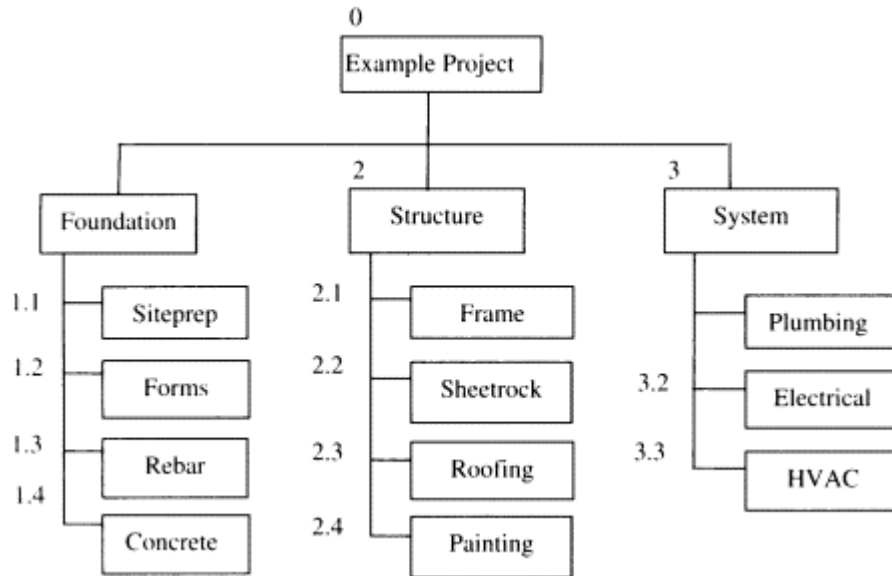 0
Example Project
2
3
Foundation
Structure
System
1.1
Siteprep
2.1
Frame
Plumbing
1.2
Forms
2.2
Sheetrock
3.2
Electrical
1.3
Rebar
2.3
Roofing
3.3
HVAC
1.4
Concrete
2.4
Painting